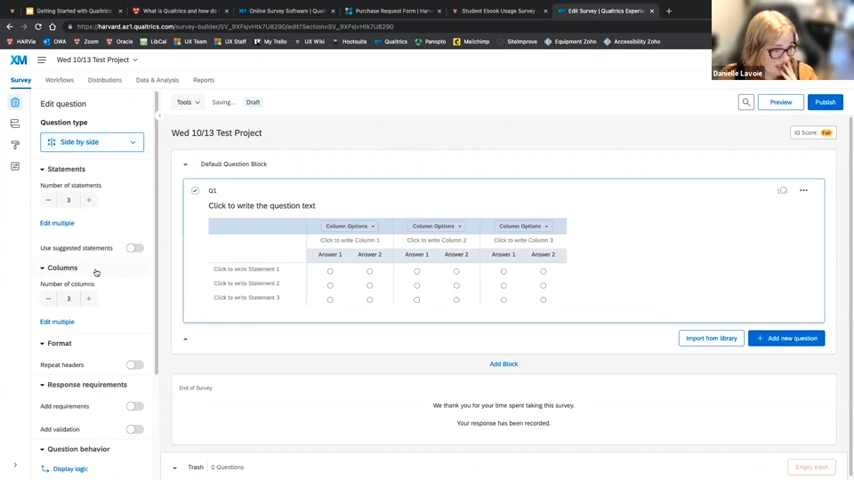 Getting Started with Qualtrics
What is Qualtrics and how do
Online Survey Software | Qualt
Purchase Request Form | Harv
Student Ebook Usage Survey
Edit Survey | Qualtrics Experien
harvard.az1.qualtrics.com/survey-builder/SV_9XFsjvHtk7U8290/edit?Section=SV_9XFsjvHtk7U8290
HARVie
OWA
Zoom
Oracle
LibCal
UX Team
UX Staff
My Trello
UX Wiki
Hootsuite
Qualtrics
Panopto
Mailchimp
SiteImprove
Equipment Zoho
Accessibility Zoho
Danielle Lavoie
XM
Wed 10/13 Test Project
Survey
Workflows
Distributions
Data & Analysis
Reports
Edit question
Question type
Side by side
Statements
Number of statements
3
Edit multiple
Use suggested statements
Columns
Number of columns
3
Edit multiple
Format
Repeat headers
Response requirements
Add requirements
Add validation
Question behavior
Display logic
Tools
Saving...
Draft
Preview
Publish
Wed 10/13 Test Project
iQ Score: Fair
Default Question Block
Q1
Click to write the question text
Column Options Column Options Column Options
Click to write Column 1 Click to write Column 2 Click to write Column 3
Answer 1 Answer 2 Answer 1 Answer 2 Answer 1 Answer 2
Click to write Statement 1
Click to write Statement 2
Click to write Statement 3
Import from library
Add new question
Add Block
End of Survey
We thank you for your time spent taking this survey.
Your response has been recorded.
Trash
0 Questions
Empty trash